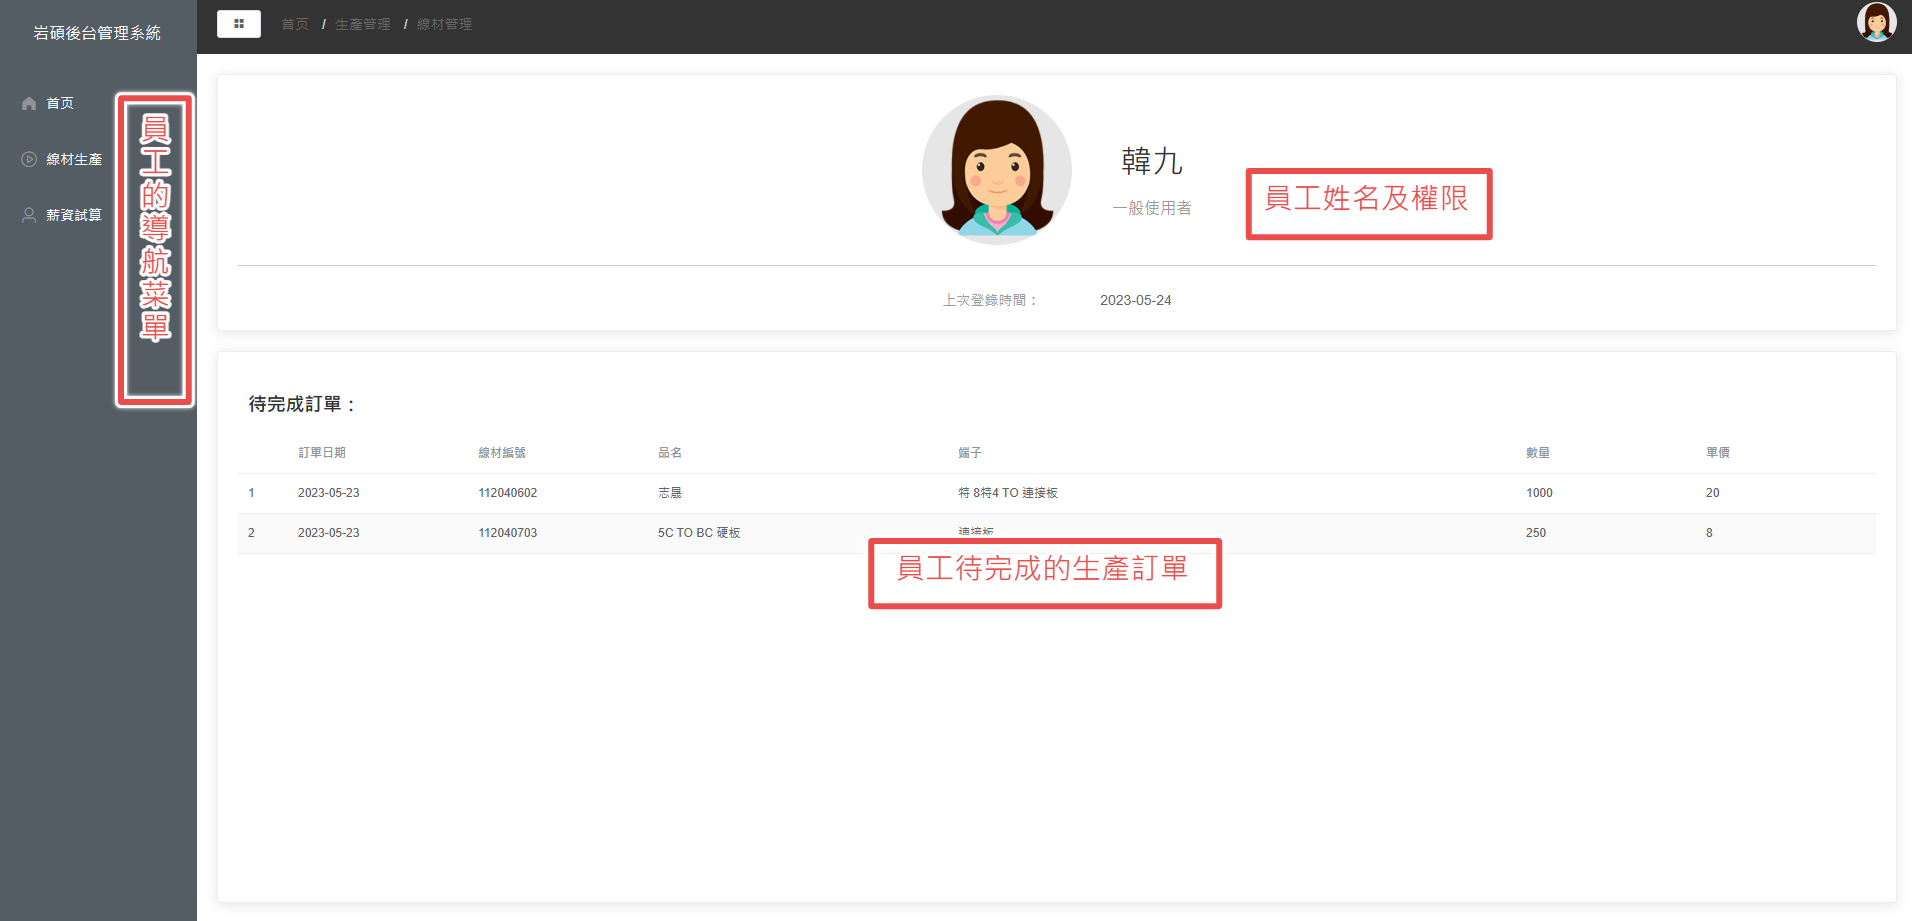 岩碩後台管理系統
首页 / 生產管理 / 線材管理
首页
線材生產
薪資試算
員工的導航菜單
韓九
一般使用者
員工姓名及權限
上次登錄時間： 2023-05-24
待完成訂單：
訂單日期 線材編號 品名 端子 數量 單價
1 2023-05-23 112040602 志晟 特 8特4 TO 連接板 1000 20
2 2023-05-23 112040703 5C TO BC 硬板 連接板 250 8
員工待完成的生產訂單